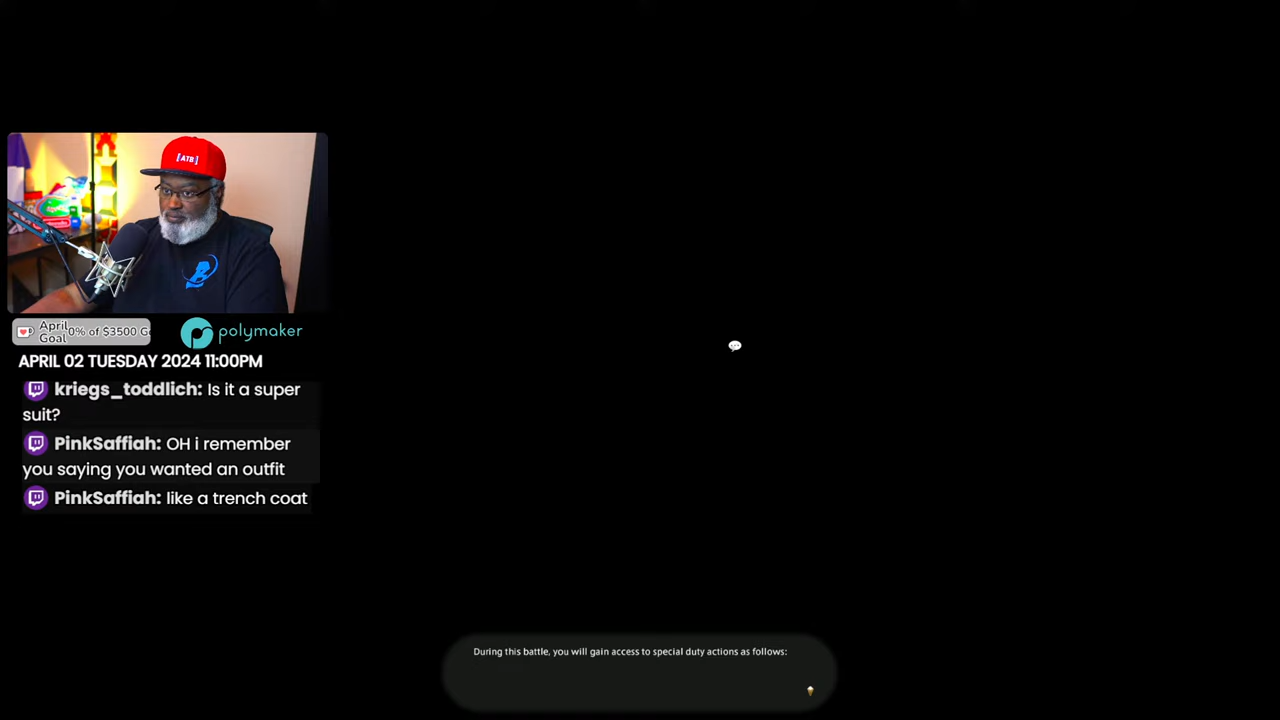 [ATB]
April
Goal
0% of $3500 G
polymaker
APRIL 02 TUESDAY 2024 11:00PM
kriegs_toddlich: Is it a super
suit?
PinkSaffiah: OH i remember
you saying you wanted an outfit
PinkSaffiah: like a trench coat
During this battle, you will gain access to special duty actions as follows: